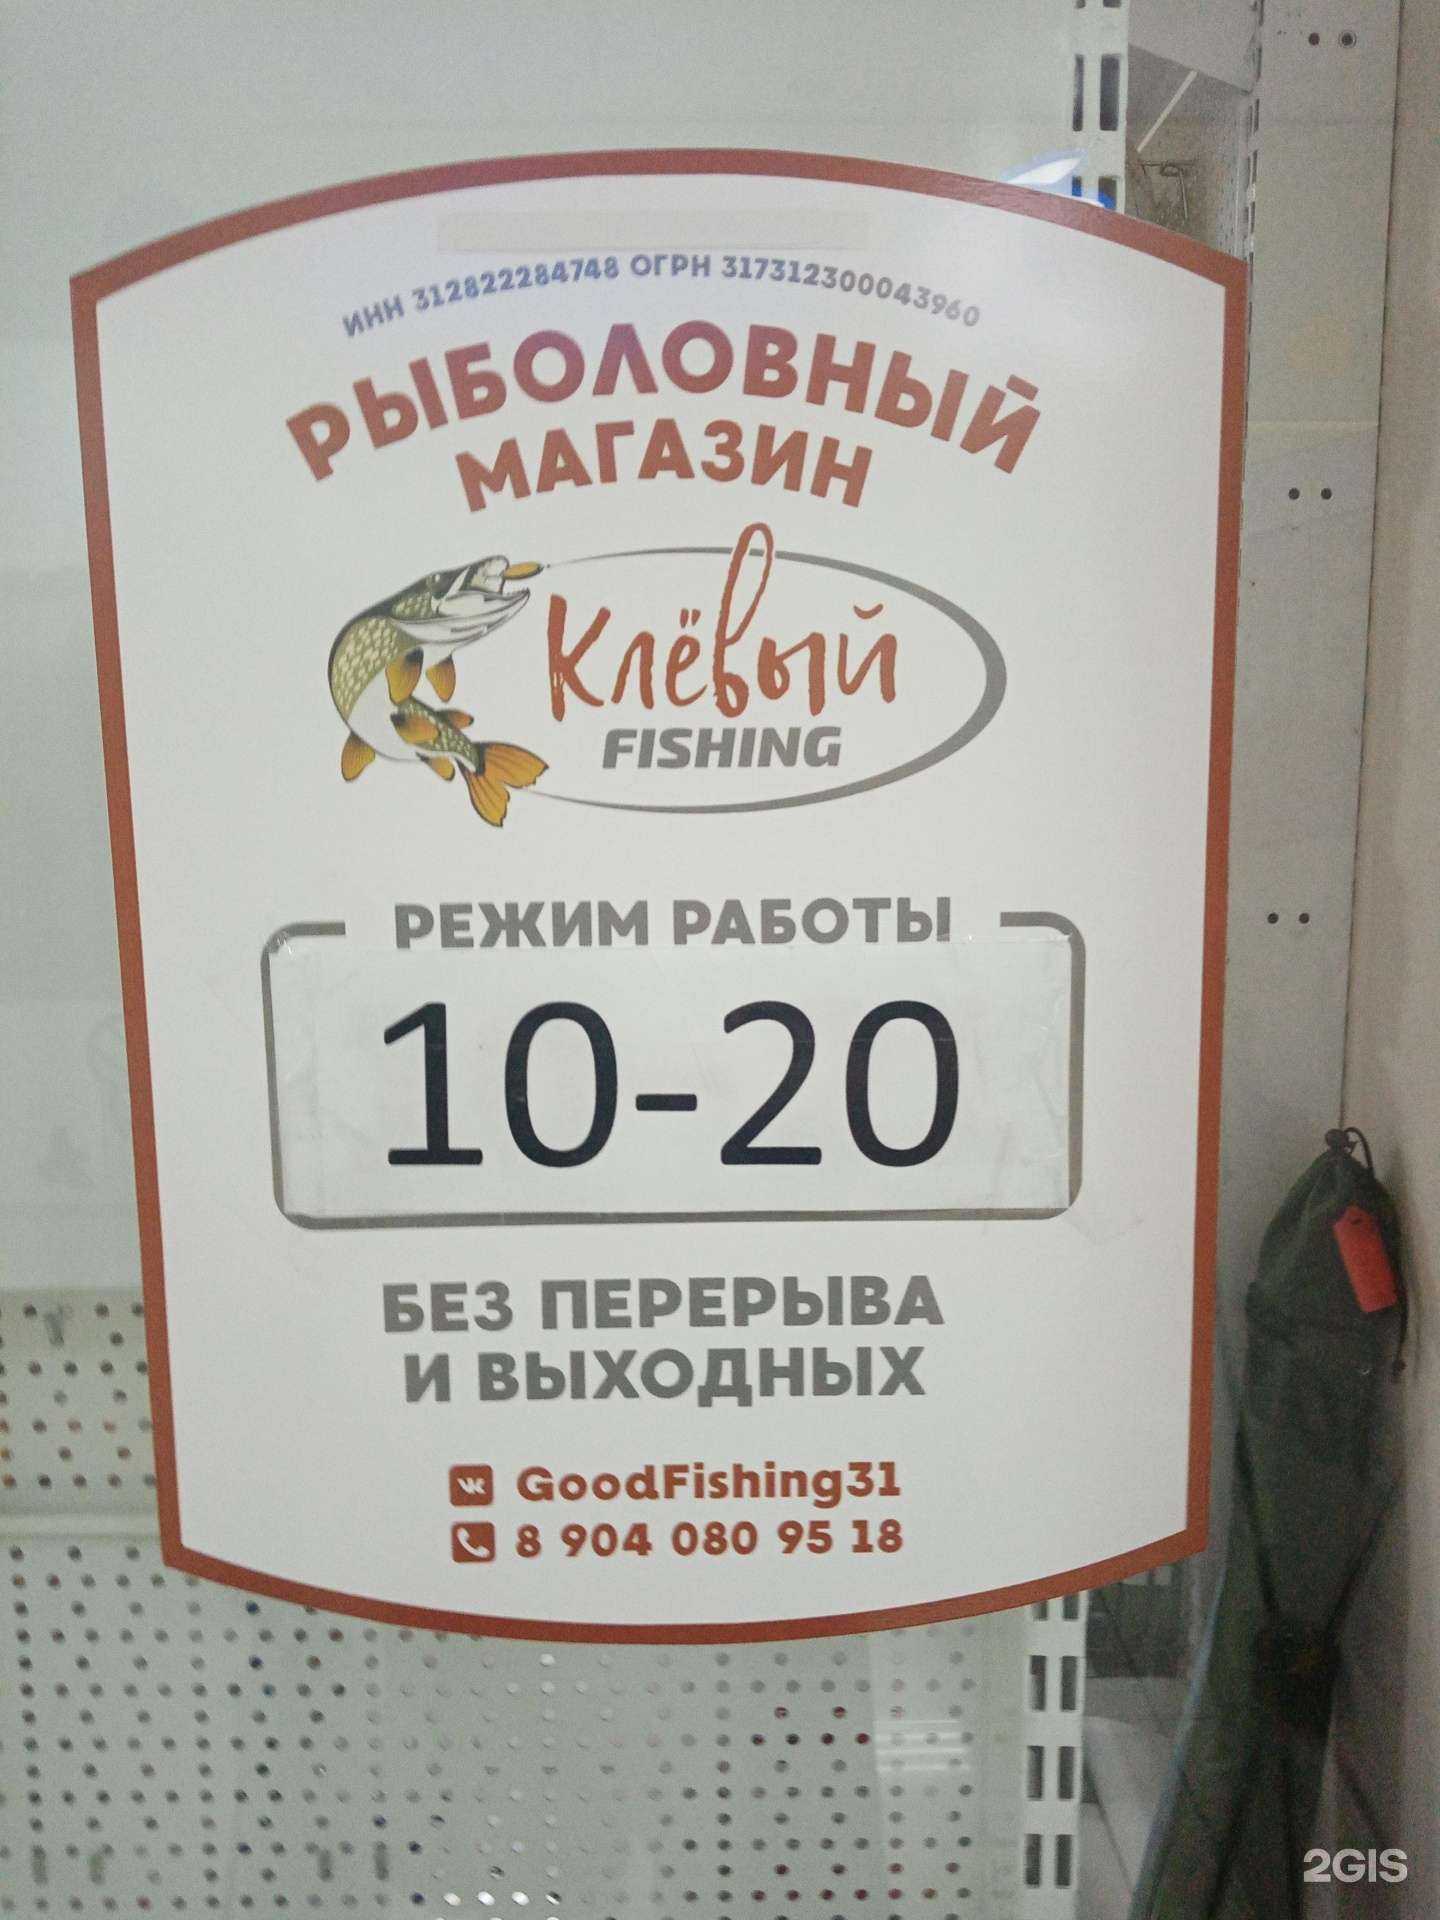 ИНН 312822284748 ОГРН 317312300043960
РЫБОЛОВНЫЙ
МАГАЗИН
Клёвый
FISHING
РЕЖИМ РАБОТЫ
10-20
БЕЗ ПЕРЕРЫВА
И ВЫХОДНЫХ
GoodFishing31
8 904 080 95 18
2GIS